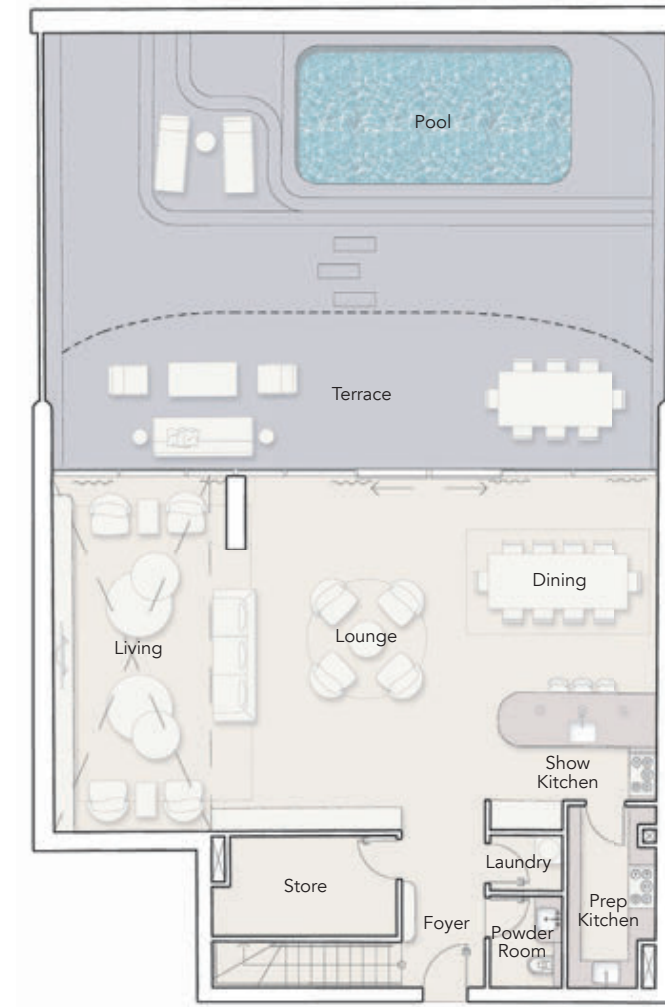 Pool
Terrace
Dining
Lounge
Living
Show
Kitchen
Laundry
Store
Prep
Kitchen
Foyer
Powder
Room